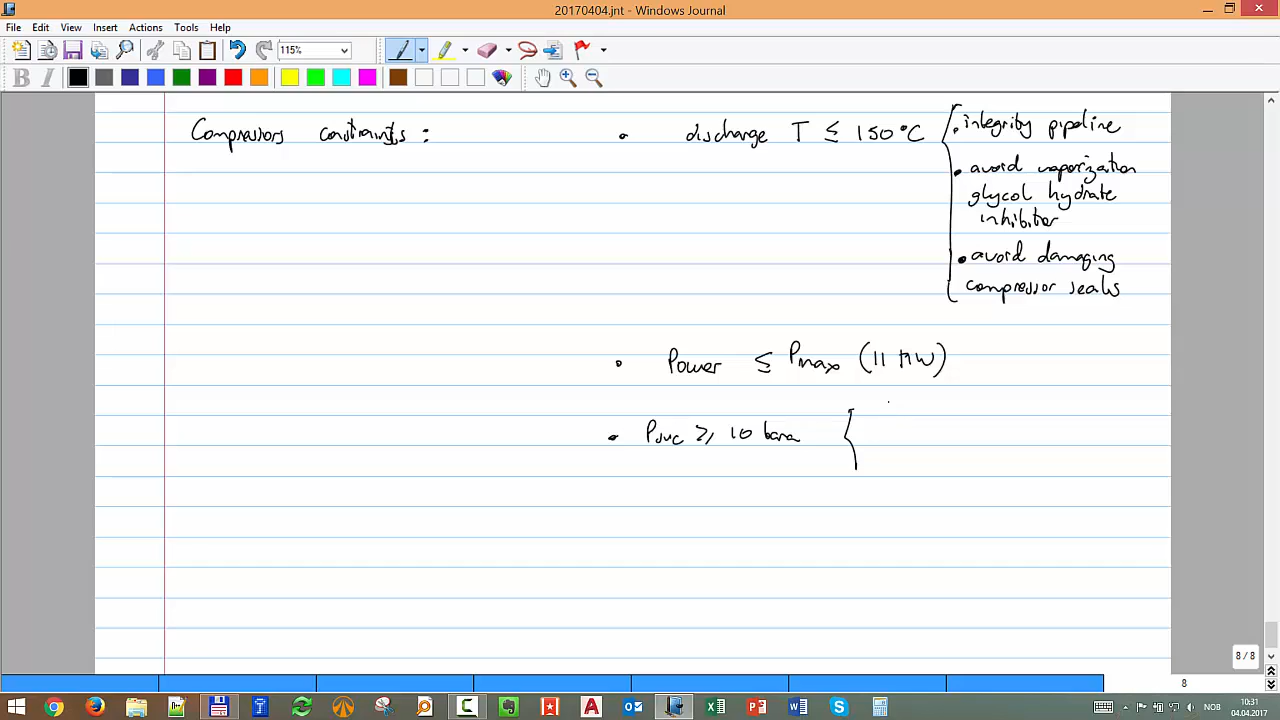 20170404.jnt - Windows Journal
File Edit View Insert Actions Tools Help
115%
B I
Compressors constraints :
• discharge T ≤ 150°C
• integrity pipeline
• avoid vaporization
glycol hydrate
inhibitor
• avoid damaging
compressor seals
• Power ≤ Pmax (11 MW)
• Psuc ≥ 10 bara
8 / 8
8
NOB
10:31
04.04.2017